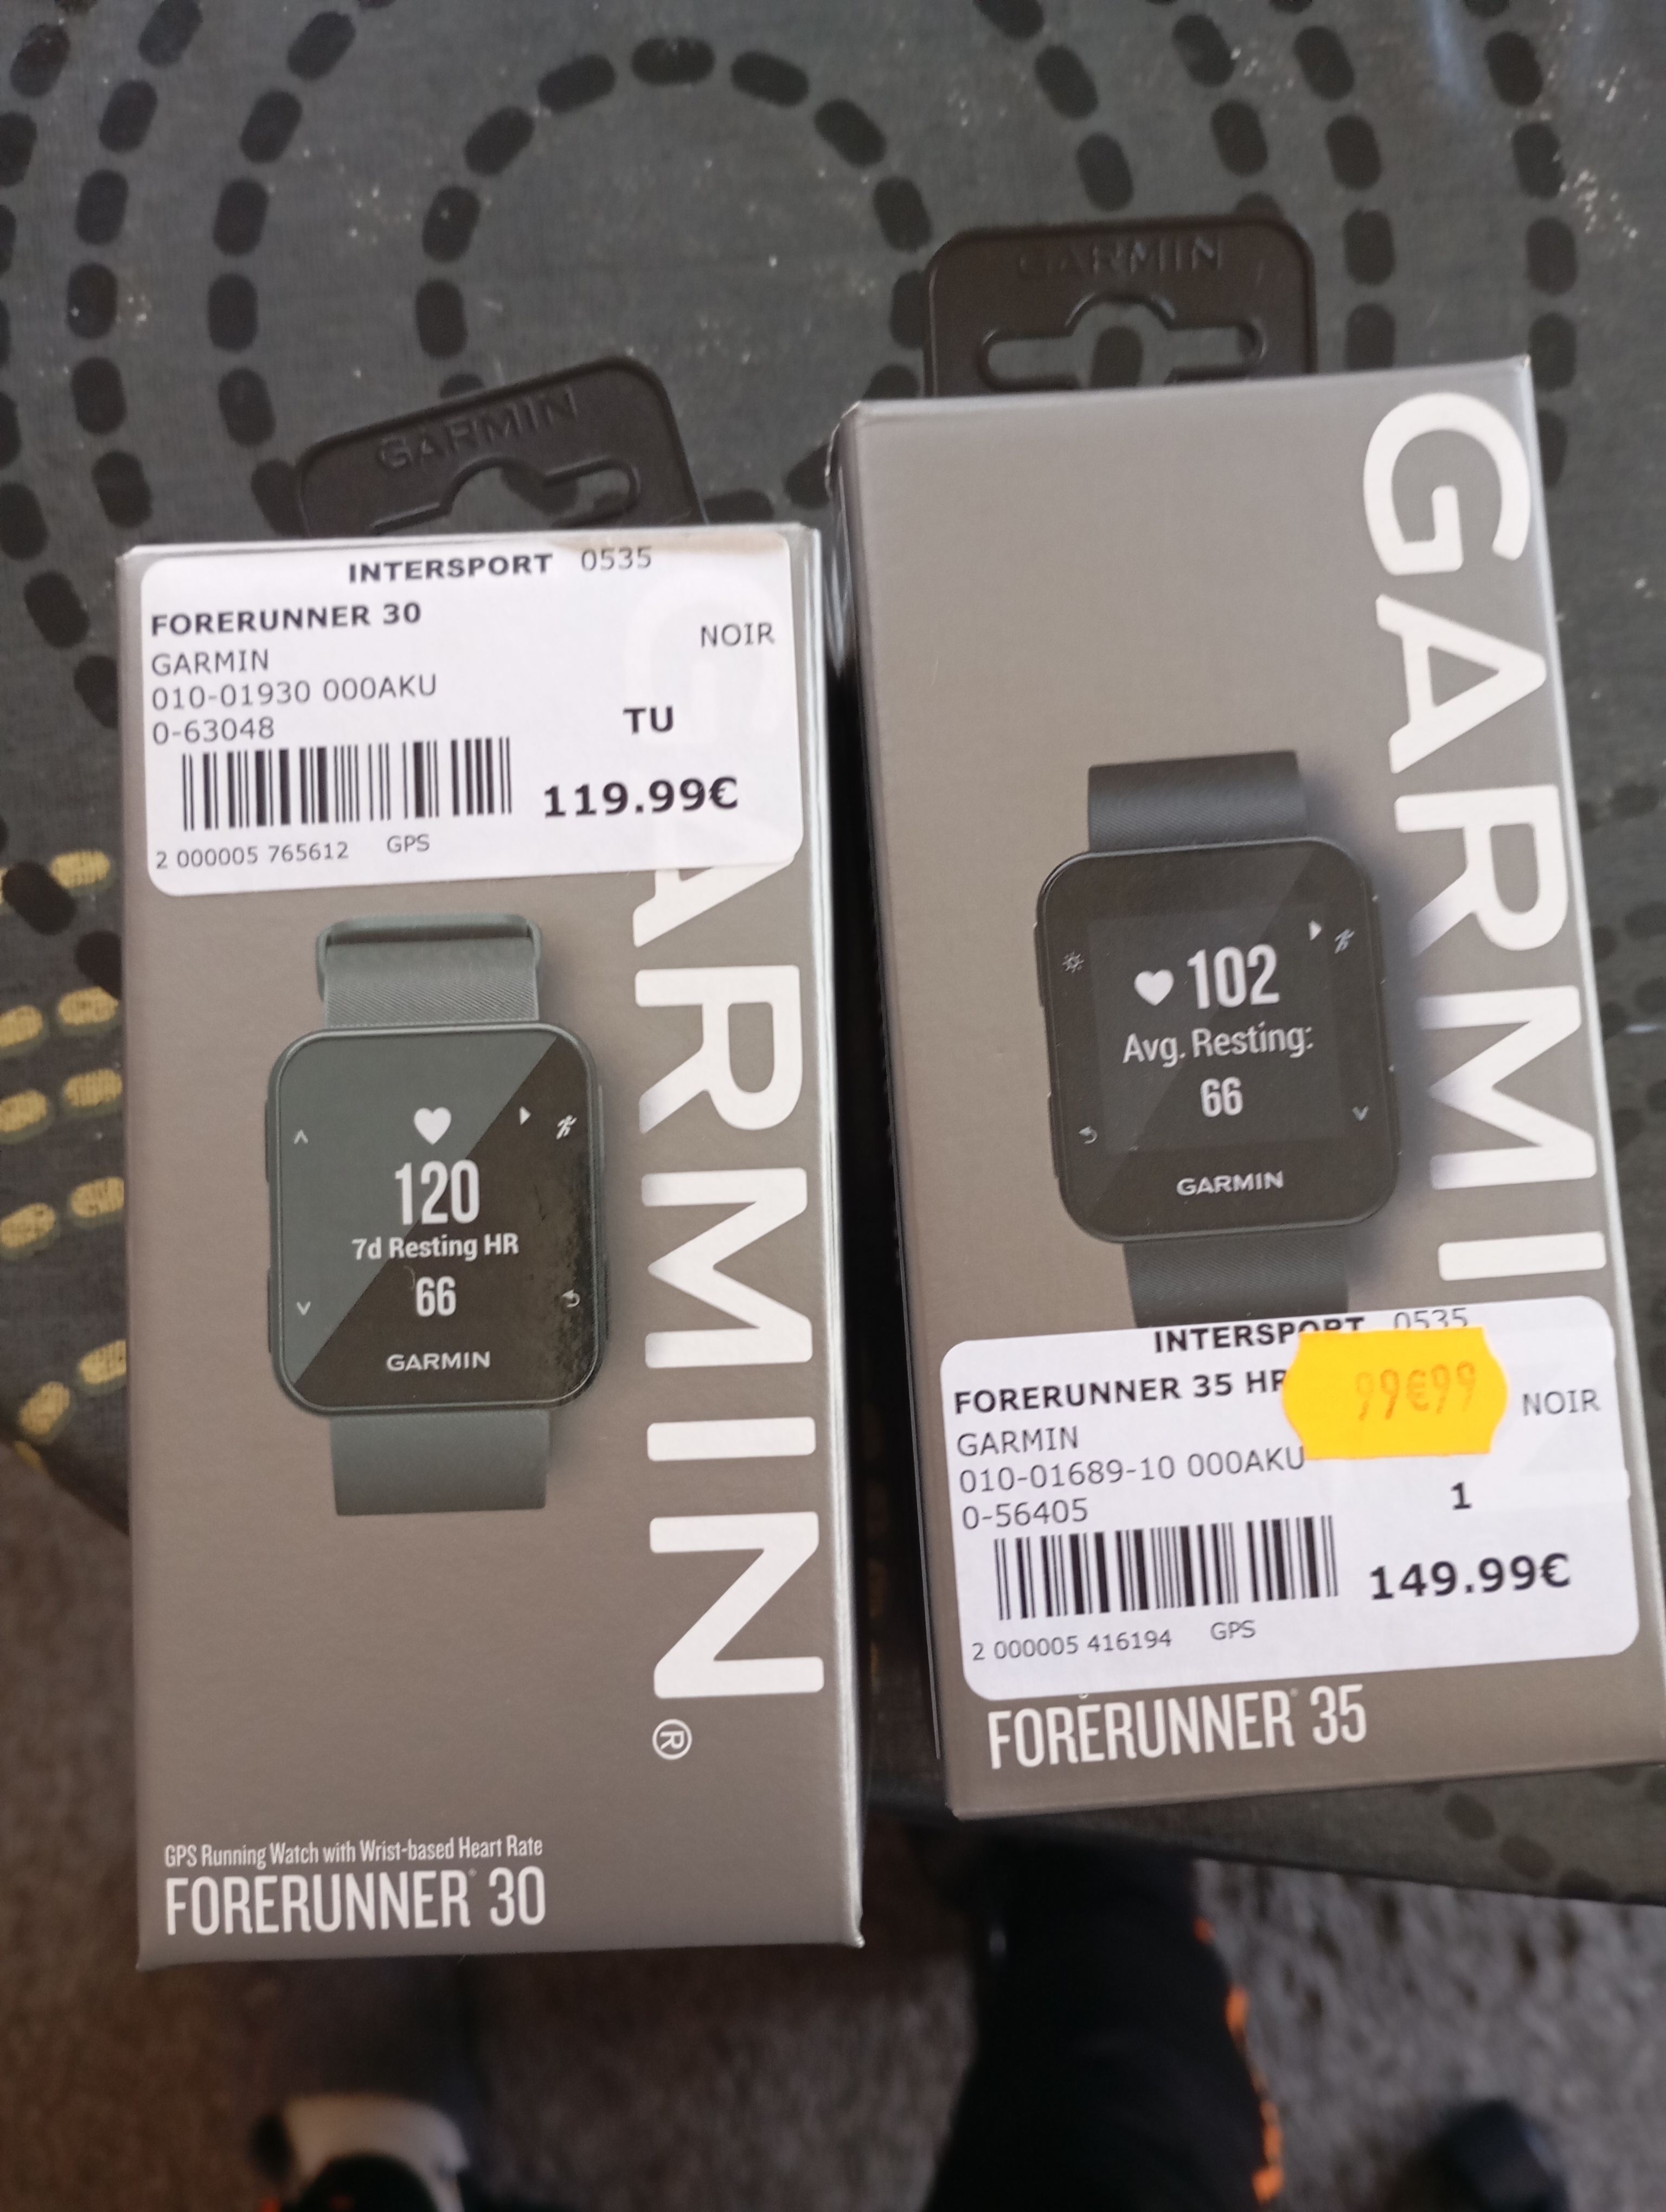 GARMIN
INTERSPORT 0535
FORERUNNER 30
NOIR
GARMIN
010-01930 000AKU
0-63048
TU
119.99€
2 000005 765612 GPS
GARMIN®
120
7d Resting HR
66
GARMIN
GPS Running Watch with Wrist-based Heart Rate
FORERUNNER® 30
GARMIN
GARMI
102
Avg. Resting:
66
GARMIN
INTERSPORT 0535
FORERUNNER 35 HR
99€99
NOIR
GARMIN
010-01689-10 000AKU
0-56405
1
149.99€
2 000005 416194 GPS
FORERUNNER® 35